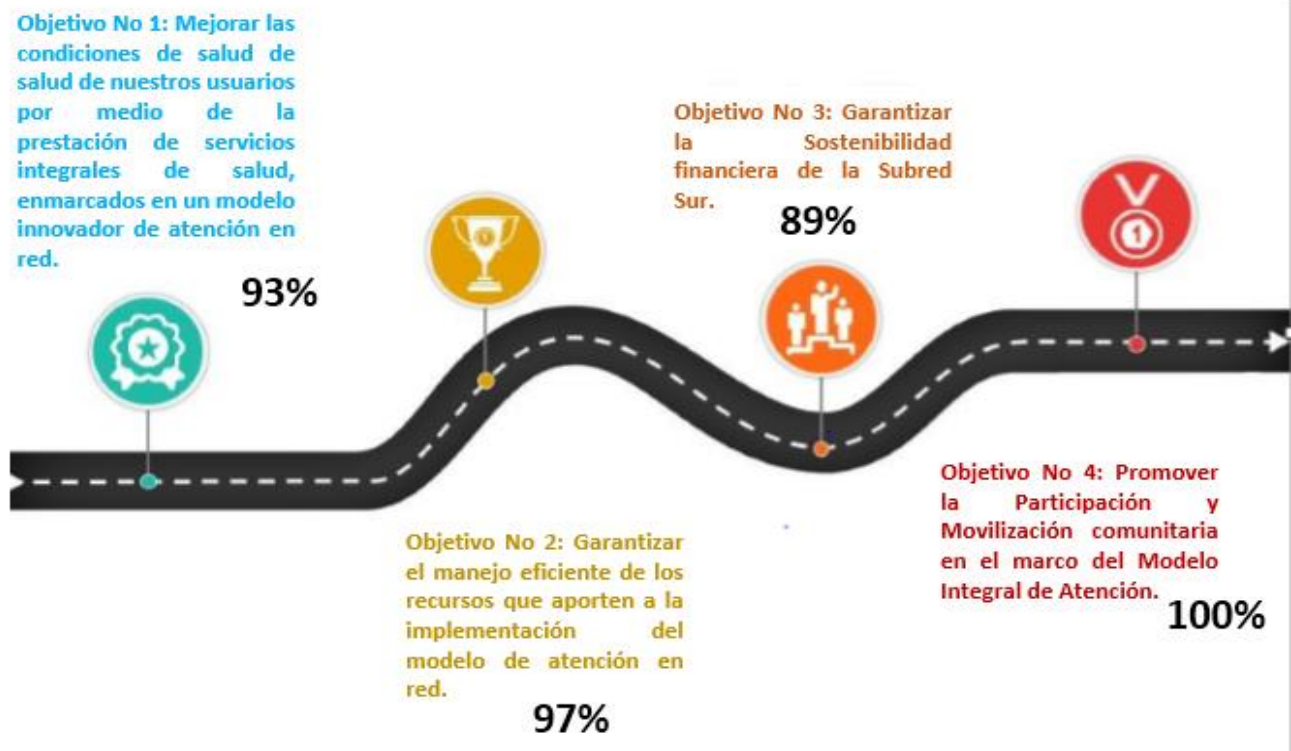 Objetivo No 1: Mejorar las
condiciones de salud de
salud de nuestros usuarios
por medio de la
prestación de servicios
integrales de salud,
enmarcados en un modelo
innovador de atención en
red.
93%
Objetivo No 2: Garantizar
el manejo eficiente de los
recursos que aporten a la
implementación del
modelo de atención en
red.
97%
Objetivo No 3: Garantizar
la Sostenibilidad
financiera de la Subred
Sur.
89%
Objetivo No 4: Promover
la Participación y
Movilización comunitaria
en el marco del Modelo
Integral de Atención.
100%
1
1